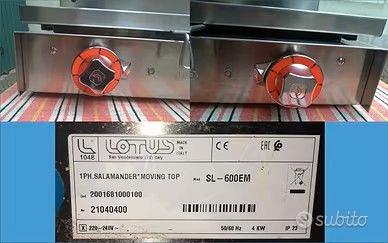 LOTUS
1048
San Vendemiano (TV) Italy
MADE IN
ITALY
CE
EAC
1PH.SALAMANDER*MOVING TOP
Mod. SL-600EM
2001681000100
N° 21040400
X 220-240V~
50/60 Hz 4 KW IP 23
subito